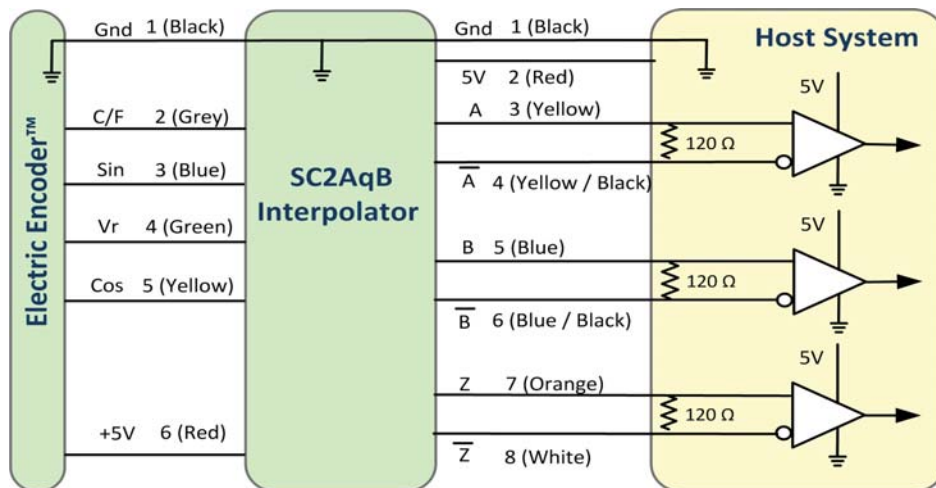 Electric Encoder™
Gnd 1 (Black)
C/F 2 (Grey)
Sin 3 (Blue)
Vr 4 (Green)
Cos 5 (Yellow)
+5V 6 (Red)
SC2AqB
Interpolator
Gnd 1 (Black)
5V 2 (Red)
A 3 (Yellow)
A̅ 4 (Yellow / Black)
B 5 (Blue)
B̅ 6 (Blue / Black)
Z 7 (Orange)
Z̅ 8 (White)
Host System
5V
120 Ω
5V
120 Ω
5V
120 Ω